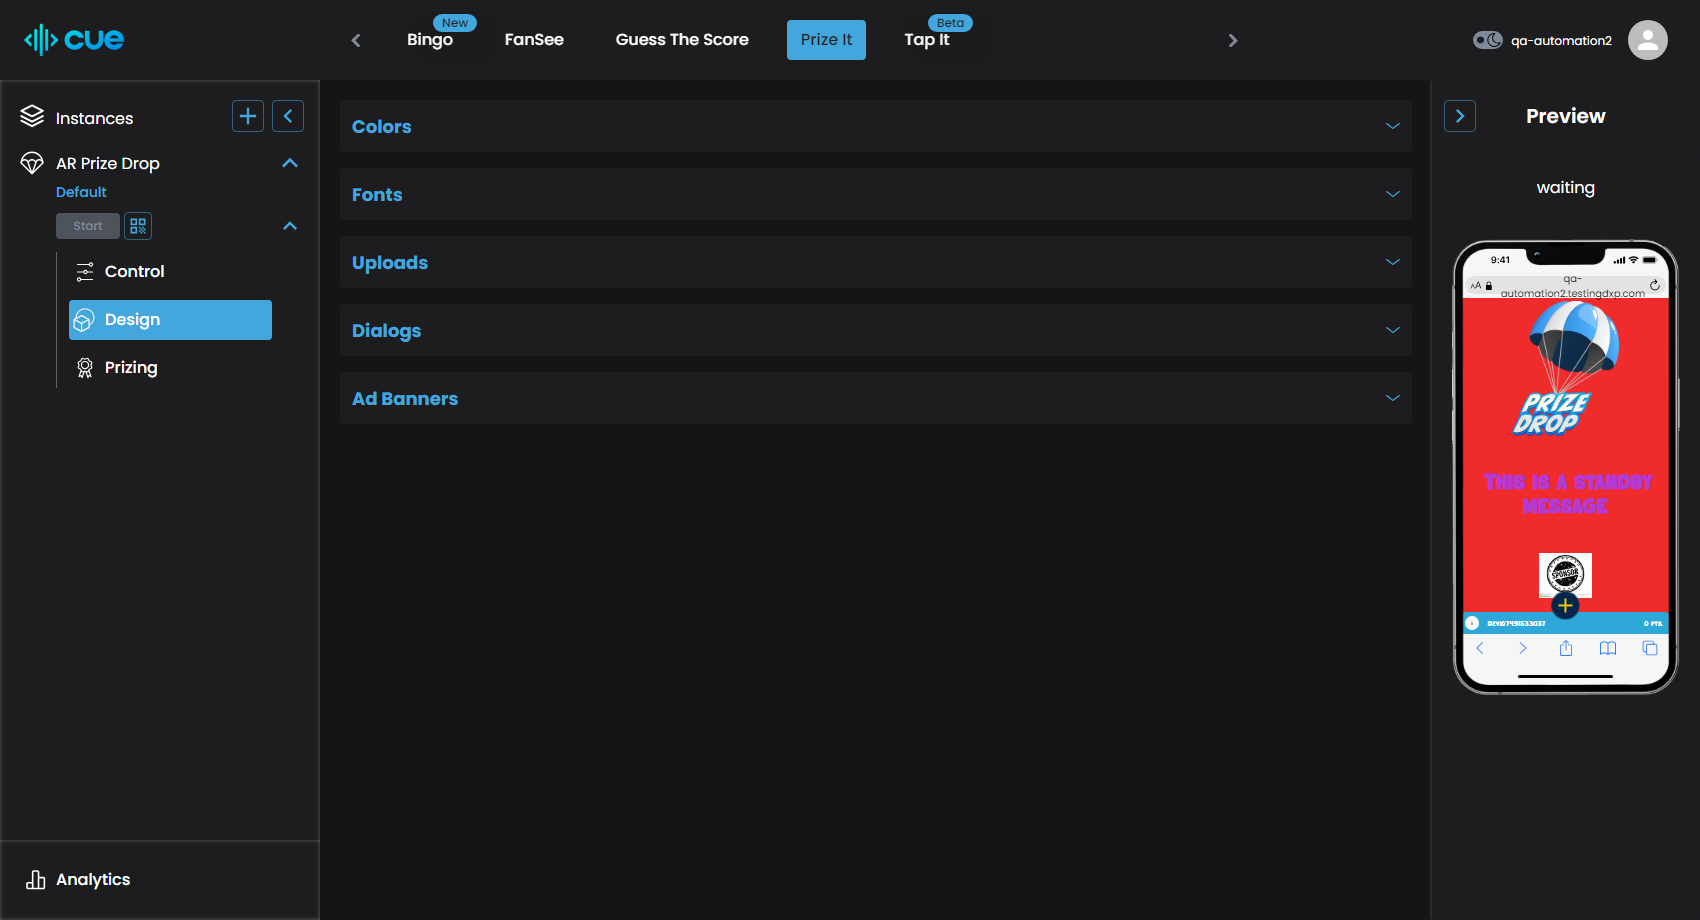 cue
New
Bingo
FanSee
Guess The Score
Prize It
Beta
Tap It
qa-automation2
Instances
AR Prize Drop
Default
Start
Control
Design
Prizing
Analytics
Colors
Fonts
Uploads
Dialogs
Ad Banners
Preview
waiting
9:41
AA
qa-
automation2.testingdxp.com
PRIZE
DROP
THIS IS A STANDBY
MESSAGE
SPONSOR
0 PTS.